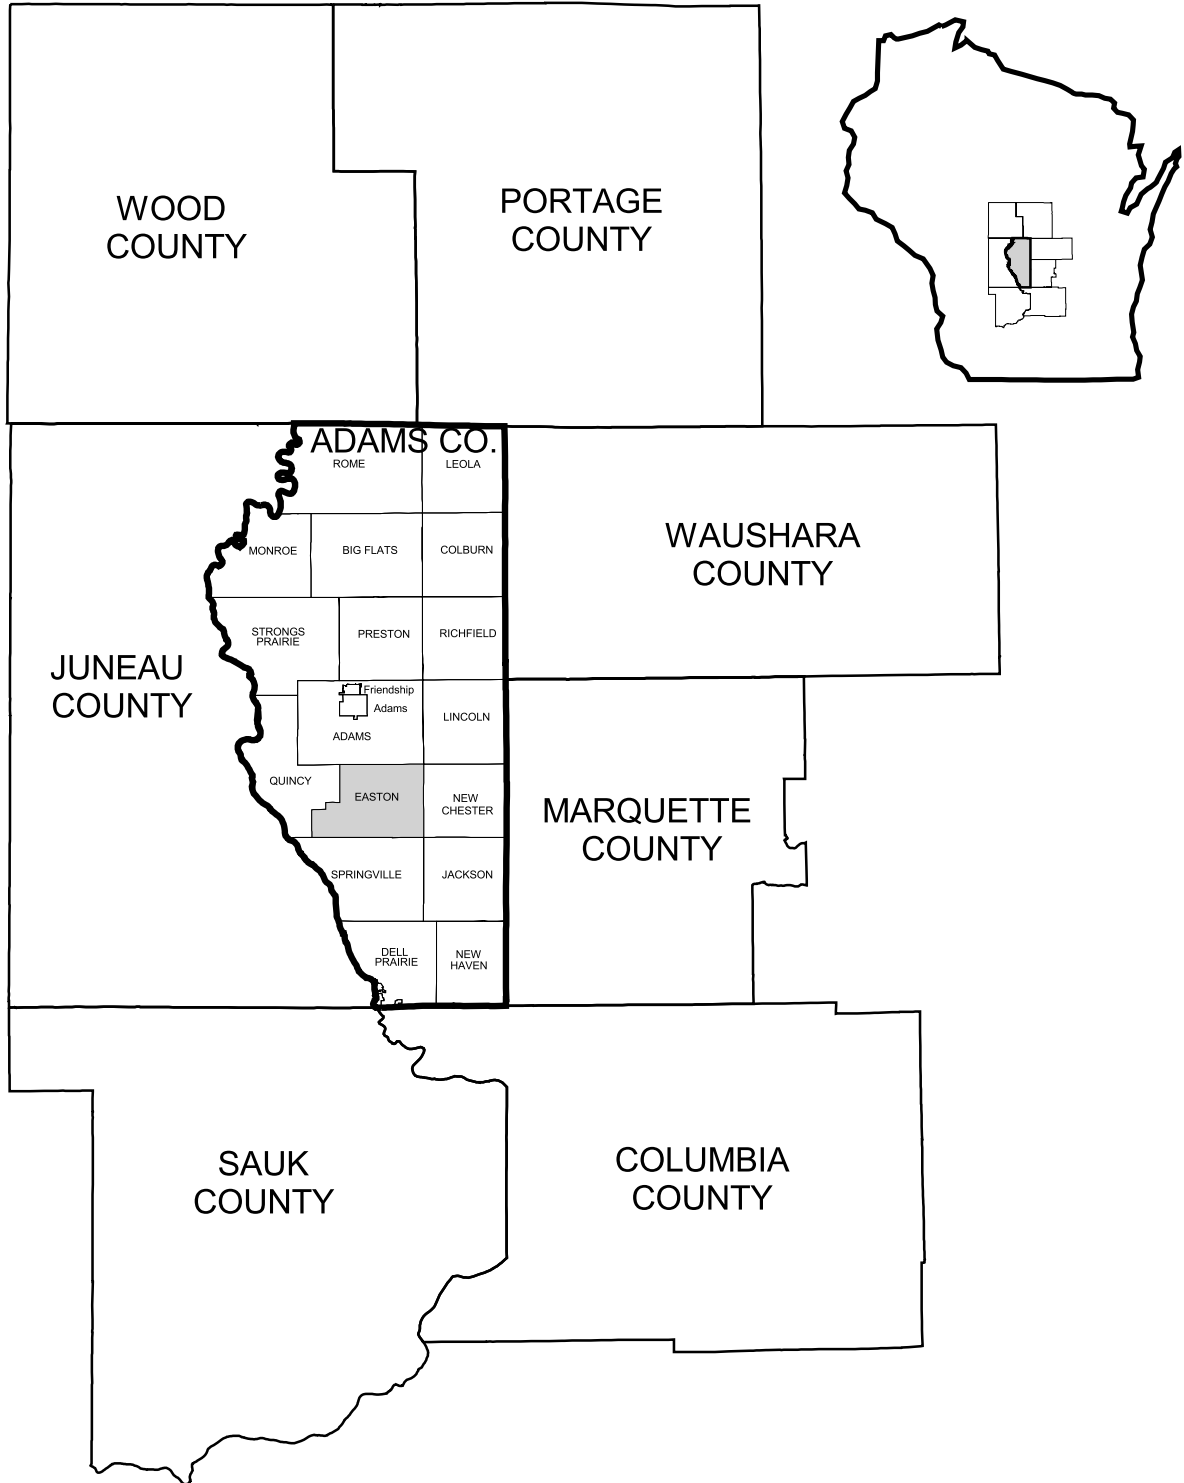 WOOD
COUNTY
PORTAGE
COUNTY
ADAMS CO.
ROME
LEOLA
MONROE
BIG FLATS
COLBURN
WAUSHARA
COUNTY
STRONGS
PRAIRIE
PRESTON
RICHFIELD
JUNEAU
COUNTY
Friendship
Adams
ADAMS
LINCOLN
QUINCY
EASTON
NEW
CHESTER
MARQUETTE
COUNTY
SPRINGVILLE
JACKSON
DELL
PRAIRIE
NEW
HAVEN
SAUK
COUNTY
COLUMBIA
COUNTY